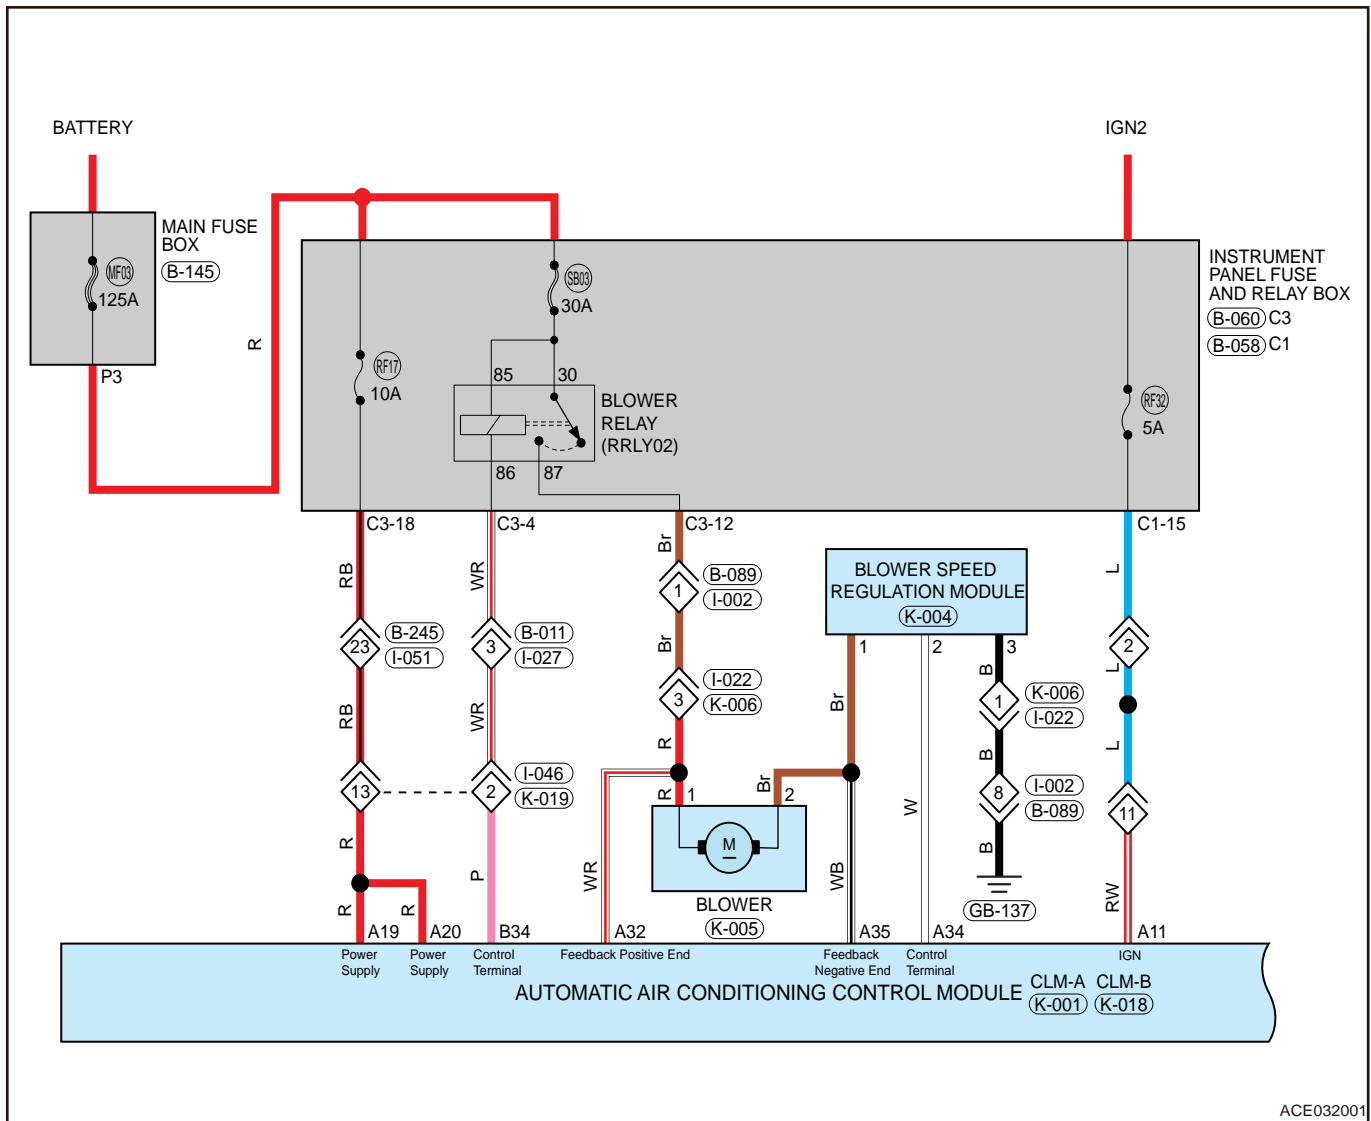 BATTERY
IGN2
MAIN FUSE
BOX
B-145
MF03
125A
P3
R
SB03
30A
RF17
10A
85
30
BLOWER
RELAY
(RRLY02)
86
87
RF32
5A
INSTRUMENT
PANEL FUSE
AND RELAY BOX
B-060 C3
B-058 C1
C3-18
C3-4
C3-12
C1-15
RB
WR
Br
L
1
B-089
I-002
BLOWER SPEED
REGULATION MODULE
K-004
1
2
3
23
B-245
I-051
3
B-011
I-027
Br
2
L
B
3
I-022
K-006
1
K-006
I-022
RB
WR
R
Br
B
L
13
2
I-046
K-019
R
1
Br
2
8
I-002
B-089
11
W
B
R
P
WR
M
WB
RW
BLOWER
K-005
GB-137
R
R
A19
A20
B34
A32
A35
A34
A11
Power
Supply
Power
Supply
Control
Terminal
Feedback Positive End
Feedback
Negative End
Control
Terminal
IGN
AUTOMATIC AIR CONDITIONING CONTROL MODULE
CLM-A
K-001
CLM-B
K-018
ACE032001